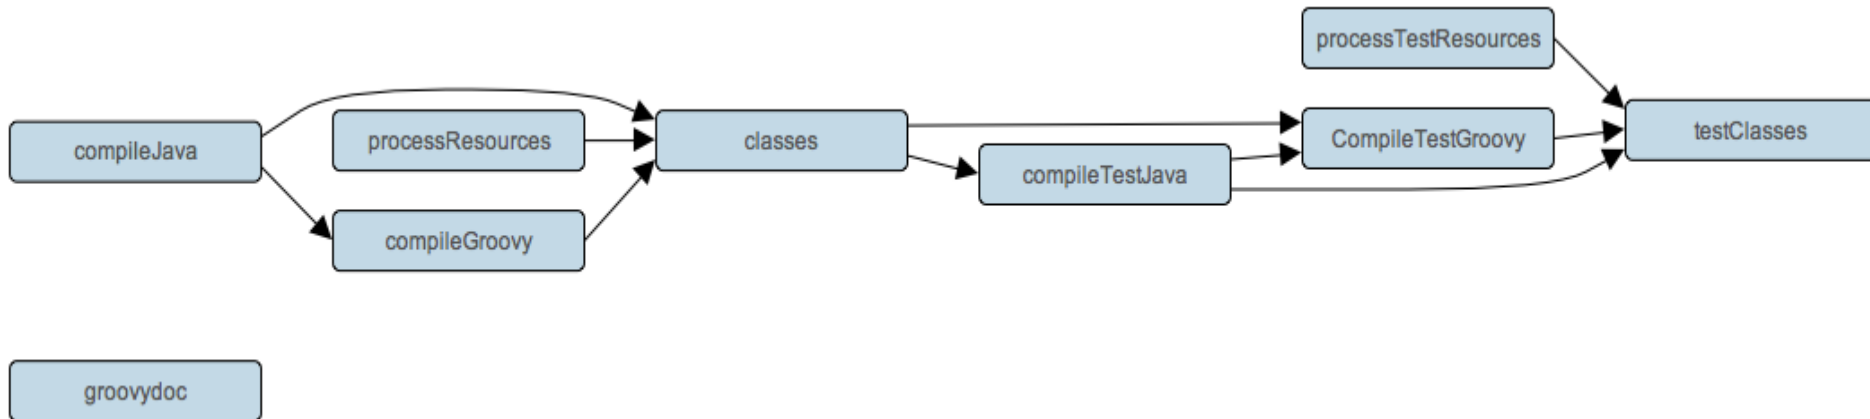 processTestResources
compileJava
processResources
classes
CompileTestGroovy
testClasses
compileTestJava
compileGroovy
groovydoc